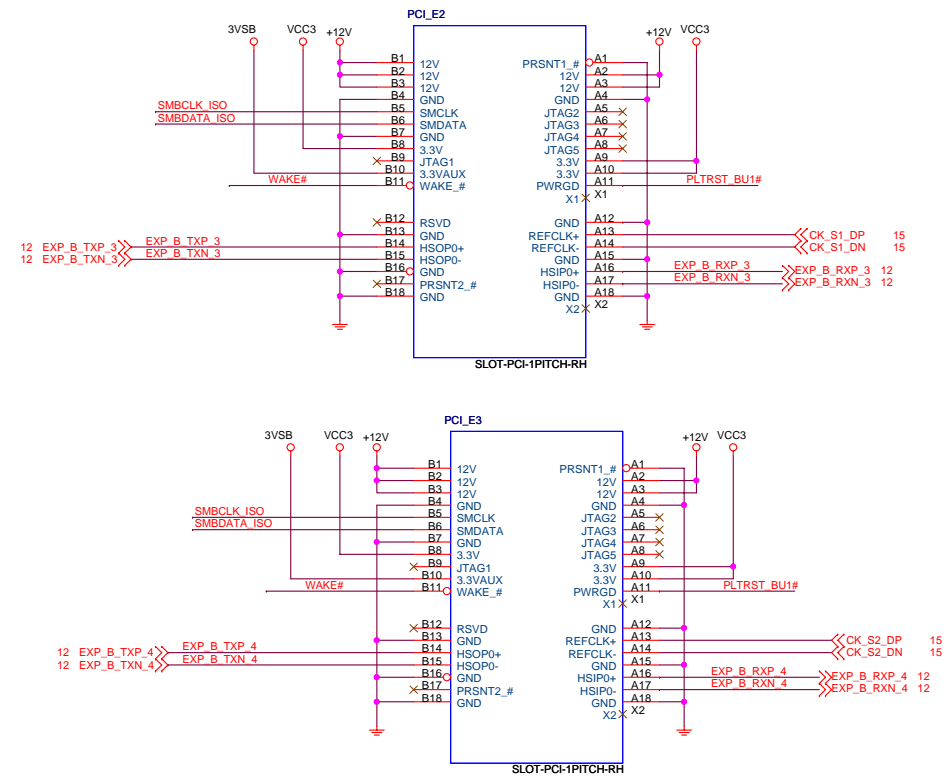 PCI_E2
3VSB VCC3 +12V +12V VCC3
B1 12V PRSNT1_# A1
B2 12V 12V A2
B3 12V 12V A3
B4 GND GND A4
SMBCLK_ISO B5 SMCLK JTAG2 A5
SMBDATA_ISO B6 SMDATA JTAG3 A6
B7 GND JTAG4 A7
B8 3.3V JTAG5 A8
B9 JTAG1 3.3V A9
B10 3.3VAUX 3.3V A10
WAKE# B11 WAKE_# PWRGD A11 PLTRST_BU1#
X1 X1
B12 RSVD GND A12
B13 GND REFCLK+ A13 CK_S1_DP 15
12 EXP_B_TXP_3 EXP_B_TXP_3 B14 HSOP0+ REFCLK- A14 CK_S1_DN 15
12 EXP_B_TXN_3 EXP_B_TXN_3 B15 HSOP0- GND A15
B16 GND HSIP0+ A16 EXP_B_RXP_3 EXP_B_RXP_3 12
B17 PRSNT2_# HSIP0- A17 EXP_B_RXN_3 EXP_B_RXN_3 12
B18 GND GND A18
X2 X2
SLOT-PCI-1PITCH-RH
PCI_E3
3VSB VCC3 +12V +12V VCC3
B1 12V PRSNT1_# A1
B2 12V 12V A2
B3 12V 12V A3
B4 GND GND A4
SMBCLK_ISO B5 SMCLK JTAG2 A5
SMBDATA_ISO B6 SMDATA JTAG3 A6
B7 GND JTAG4 A7
B8 3.3V JTAG5 A8
B9 JTAG1 3.3V A9
B10 3.3VAUX 3.3V A10
WAKE# B11 WAKE_# PWRGD A11 PLTRST_BU1#
X1 X1
B12 RSVD GND A12
B13 GND REFCLK+ A13 CK_S2_DP 15
12 EXP_B_TXP_4 EXP_B_TXP_4 B14 HSOP0+ REFCLK- A14 CK_S2_DN 15
12 EXP_B_TXN_4 EXP_B_TXN_4 B15 HSOP0- GND A15
B16 GND HSIP0+ A16 EXP_B_RXP_4 EXP_B_RXP_4 12
B17 PRSNT2_# HSIP0- A17 EXP_B_RXN_4 EXP_B_RXN_4 12
B18 GND GND A18
X2 X2
SLOT-PCI-1PITCH-RH